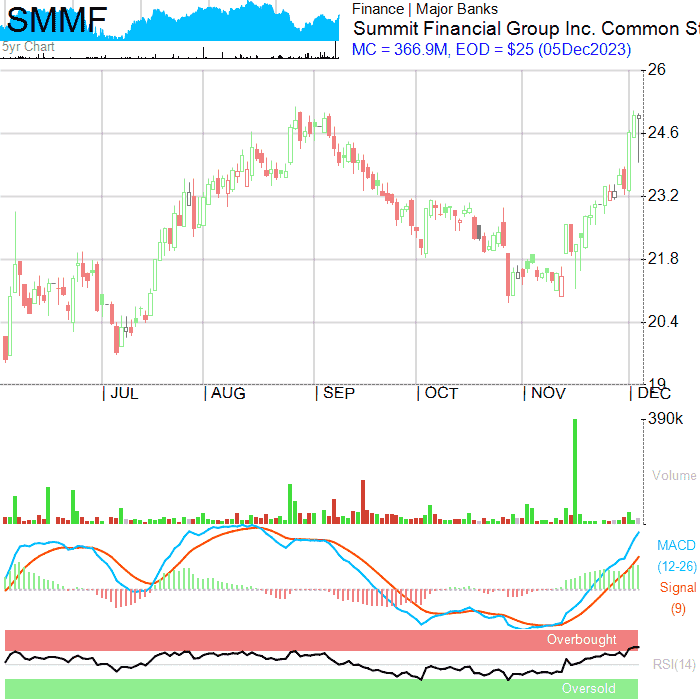 SMMF
5yr Chart
Finance | Major Banks
Summit Financial Group Inc. Common St
MC = 366.9M, EOD = $25 (05Dec2023)
26
24.6
23.2
21.8
20.4
19
| JUL | AUG | SEP | OCT | NOV | DEC
390k
Volume
MACD
(12-26)
Signal
(9)
Overbought
RSI(14)
Oversold